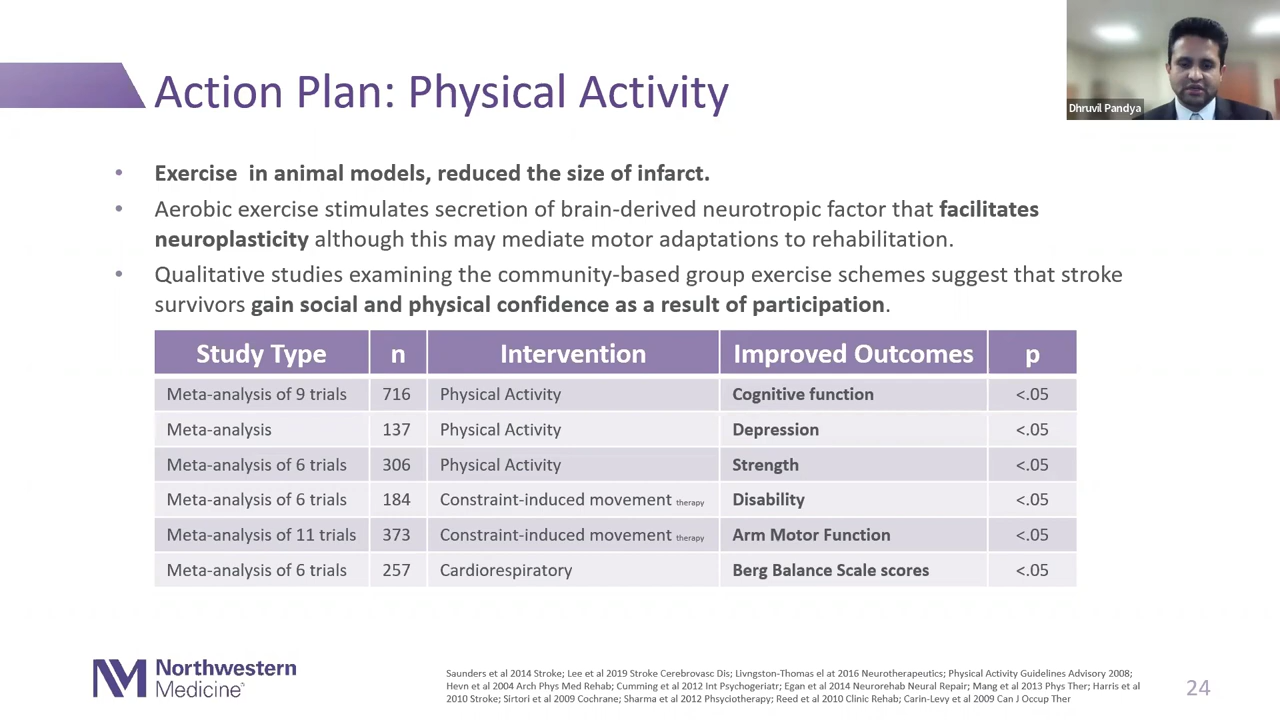 Dhruvil Pandya
Action Plan: Physical Activity
• Exercise in animal models, reduced the size of infarct.
• Aerobic exercise stimulates secretion of brain-derived neurotropic factor that facilitates
neuroplasticity although this may mediate motor adaptations to rehabilitation.
• Qualitative studies examining the community-based group exercise schemes suggest that stroke
survivors gain social and physical confidence as a result of participation.
Study Type n Intervention Improved Outcomes p
Meta-analysis of 9 trials 716 Physical Activity Cognitive function <.05
Meta-analysis 137 Physical Activity Depression <.05
Meta-analysis of 6 trials 306 Physical Activity Strength <.05
Meta-analysis of 6 trials 184 Constraint-induced movement therapy Disability <.05
Meta-analysis of 11 trials 373 Constraint-induced movement therapy Arm Motor Function <.05
Meta-analysis of 6 trials 257 Cardiorespiratory Berg Balance Scale scores <.05
NM Northwestern
Medicine
Saunders et al 2014 Stroke; Lee et al 2019 Stroke Cerebrovasc Dis; Livngston-Thomas el at 2016 Neurotherapeutics; Physical Activity Guidelines Advisory 2008;
Hevn et al 2004 Arch Phys Med Rehab; Cumming et al 2012 Int Psychogeriatr; Egan et al 2014 Neurorehab Neural Repair; Mang et al 2013 Phys Ther; Harris et al
2010 Stroke; Sirtori et al 2009 Cochrane; Sharma et al 2012 Phsyciotherapy; Reed et al 2010 Clinic Rehab; Carin-Levy et al 2009 Can J Occup Ther
24